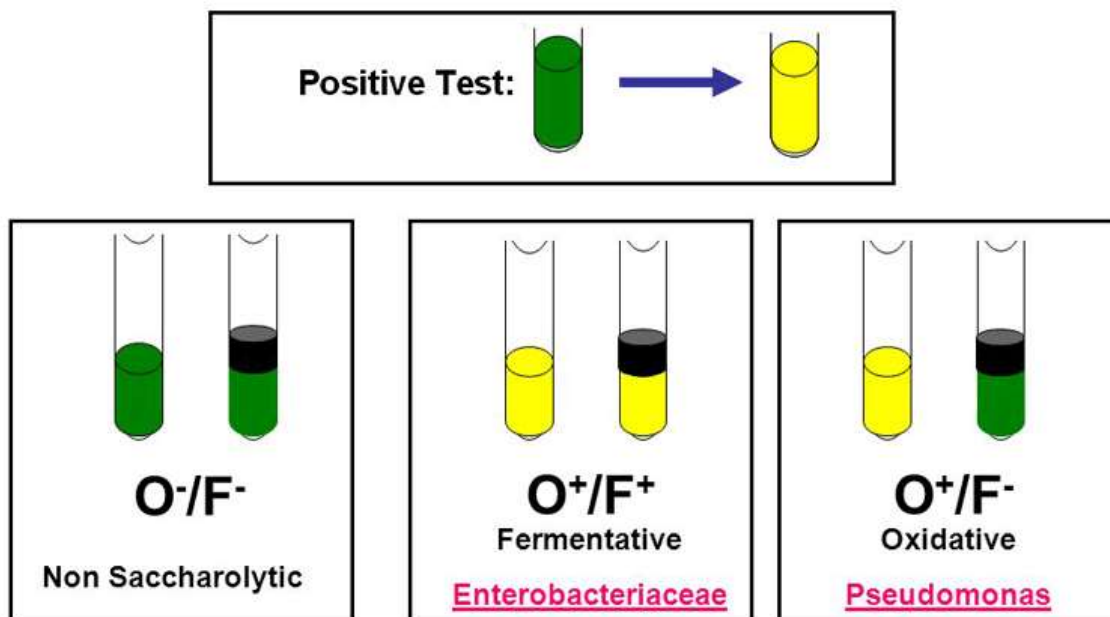 Positive Test:
O⁻/F⁻
Non Saccharolytic
O⁺/F⁺
Fermentative
Enterobacteriaceae
O⁺/F⁻
Oxidative
Pseudomonas